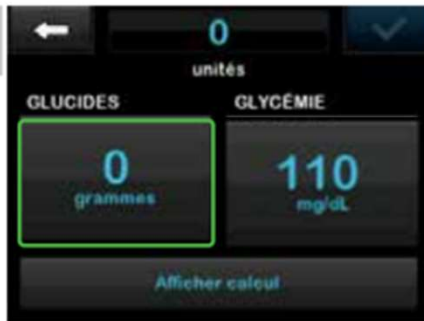 0
unités
GLUCIDES
GLYCÉMIE
0
grammes
110
mg/dL
Afficher calcul